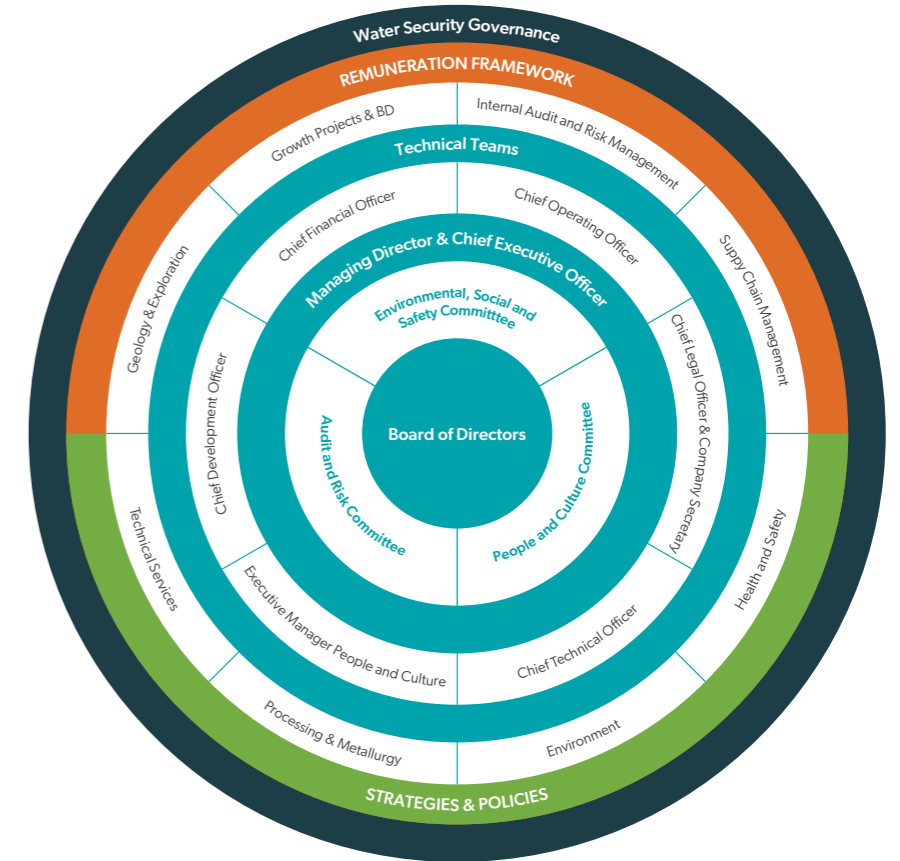 Water Security Governance
REMUNERATION FRAMEWORK
Growth Projects & BD
Internal Audit and Risk Management
Geology & Exploration
Supply Chain Management
Technical Services
Health and Safety
Processing & Metallurgy
Environment
Technical Teams
Chief Financial Officer
Chief Operating Officer
Chief Development Officer
Chief Legal Officer & Company Secretary
Executive Manager People and Culture
Chief Technical Officer
Managing Director & Chief Executive Officer
Environmental, Social and
Safety Committtee
Audit and Risk Committee
People and Culture Committee
Board of Directors
STRATEGIES & POLICIES